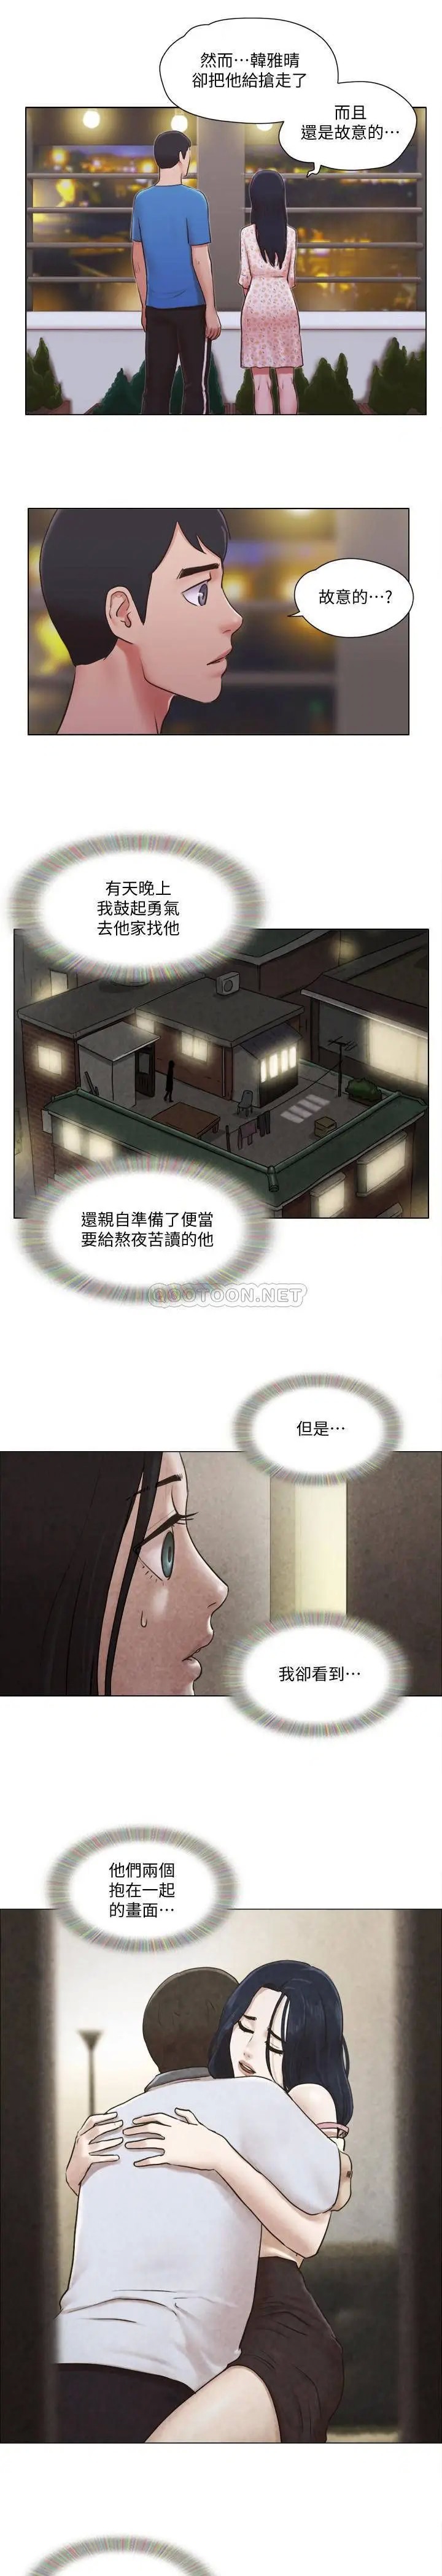 然而⋯韓雅晴
卻把他給搶走了
而且
還是故意的⋯
故意的⋯?
有天晚上
我鼓起勇氣
去他家找他
還親自準備了便當
要給熬夜苦讀的他
GOOTOON.NET
但是⋯
我卻看到⋯
他們兩個
抱在一起
的畫面⋯